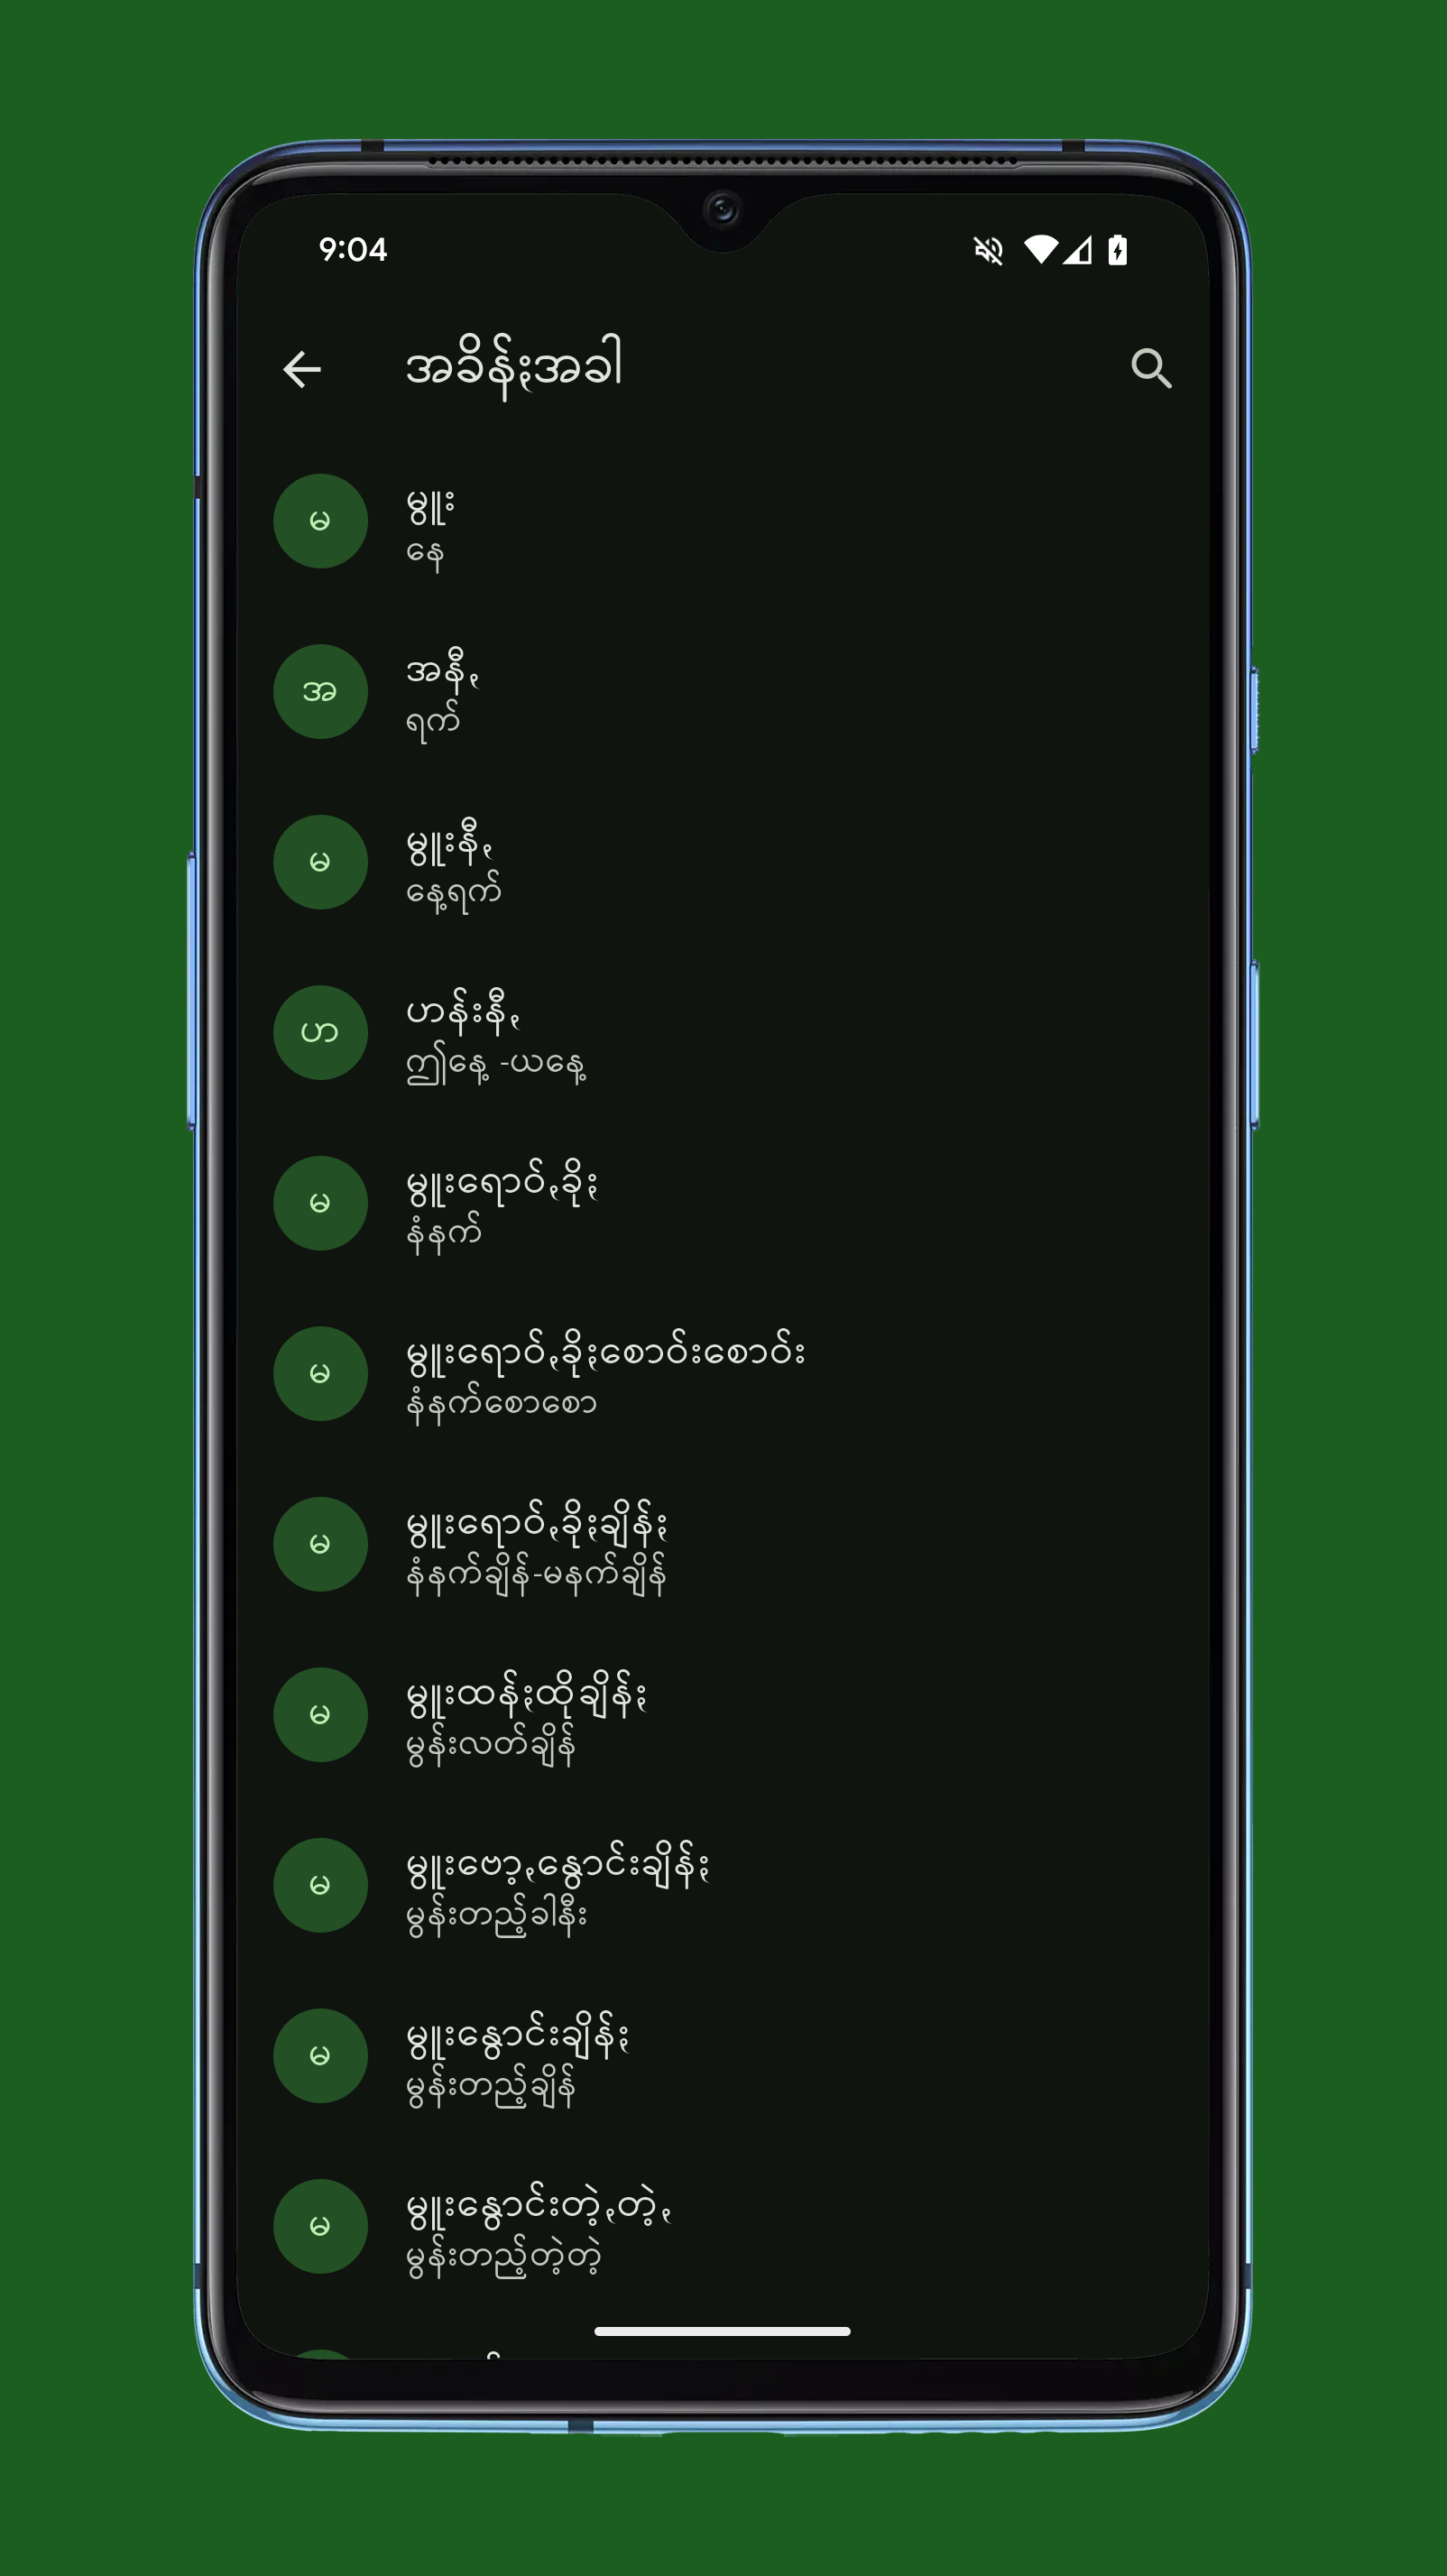 9:04
အခိန်ႏအခါ
မ
မွူး
နေ
အ
အနီႇ
ရက်
မ
မွူးနီႇ
နေ့ရက်
ဟ
ဟန်းနီႇ
ဤနေ့ -ယနေ့
မ
မွူးရောဝ်ႇခိုႏ
နံနက်
မ
မွူးရောဝ်ႇခိုႏစောဝ်းစောဝ်း
နံနက်စောစော
မ
မွူးရောဝ်ႇခိုႏချိန်ႏ
နံနက်ချိန်-မနက်ချိန်
မ
မွူးထန်ႏထိုချိန်ႏ
မွန်းလတ်ချိန်
မ
မွူးဗော့ႇနွောင်းချိန်ႏ
မွန်းတည့်ခါနီး
မ
မွူးနွောင်းချိန်ႏ
မွန်းတည့်ချိန်
မ
မွူးနွောင်းတဲ့ႇတဲ့ႇ
မွန်းတည့်တဲ့တဲ့